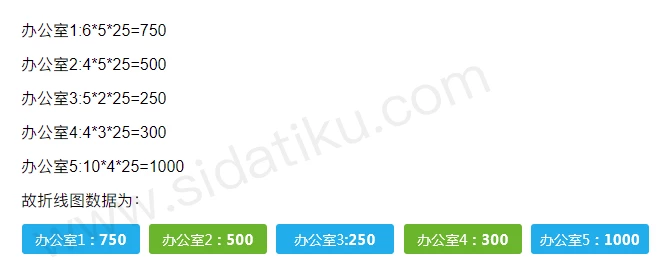 办公室1:6*5*25=750
办公室2:4*5*25=500
办公室3:5*2*25=250
办公室4:4*3*25=300
办公室5:10*4*25=1000
故折线图数据为：
办公室1：750 办公室2：500 办公室3:250 办公室4：300 办公室5：1000
www.sidatiku.com